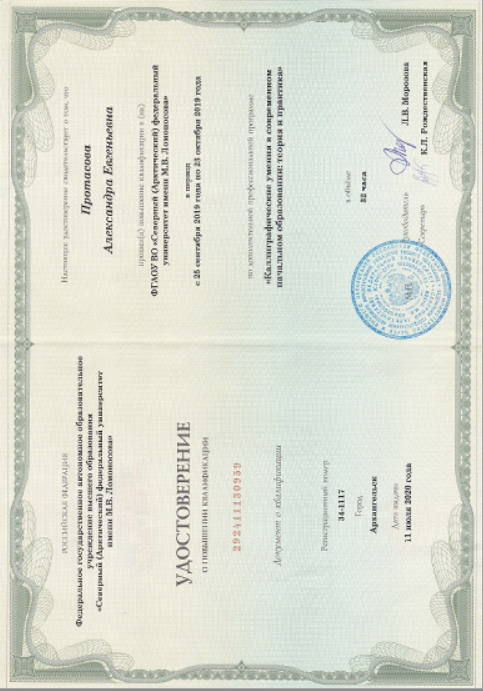 РОССИЙСКАЯ ФЕДЕРАЦИЯ
Федеральное государственное автономное образовательное
учреждение высшего образования
«Северный (Арктический) федеральный университет
имени М.В. Ломоносова»
УДОСТОВЕРЕНИЕ
О ПОВЫШЕНИИ КВАЛИФИКАЦИИ
292411130959
Документ о квалификации
Регистрационный номер
34-1117
Город
Архангельск
Дата выдачи
11 июля 2020 года
Настоящее удостоверение свидетельствует о том, что
Протасова
Александра Евгеньевна
прошел(а) повышение квалификации в (на)
ФГАОУ ВО «Северный (Арктический) федеральный
университет имени М.В. Ломоносова»
в период
с 25 сентября 2019 года по 23 октября 2019 года
по дополнительной профессиональной программе
«Каллиграфические умения в современном
начальном образовании: теория и практика»
в объёме
32 часа
Руководитель Л.В. Морозова
Секретарь К.Л. Рождественская
М.П.